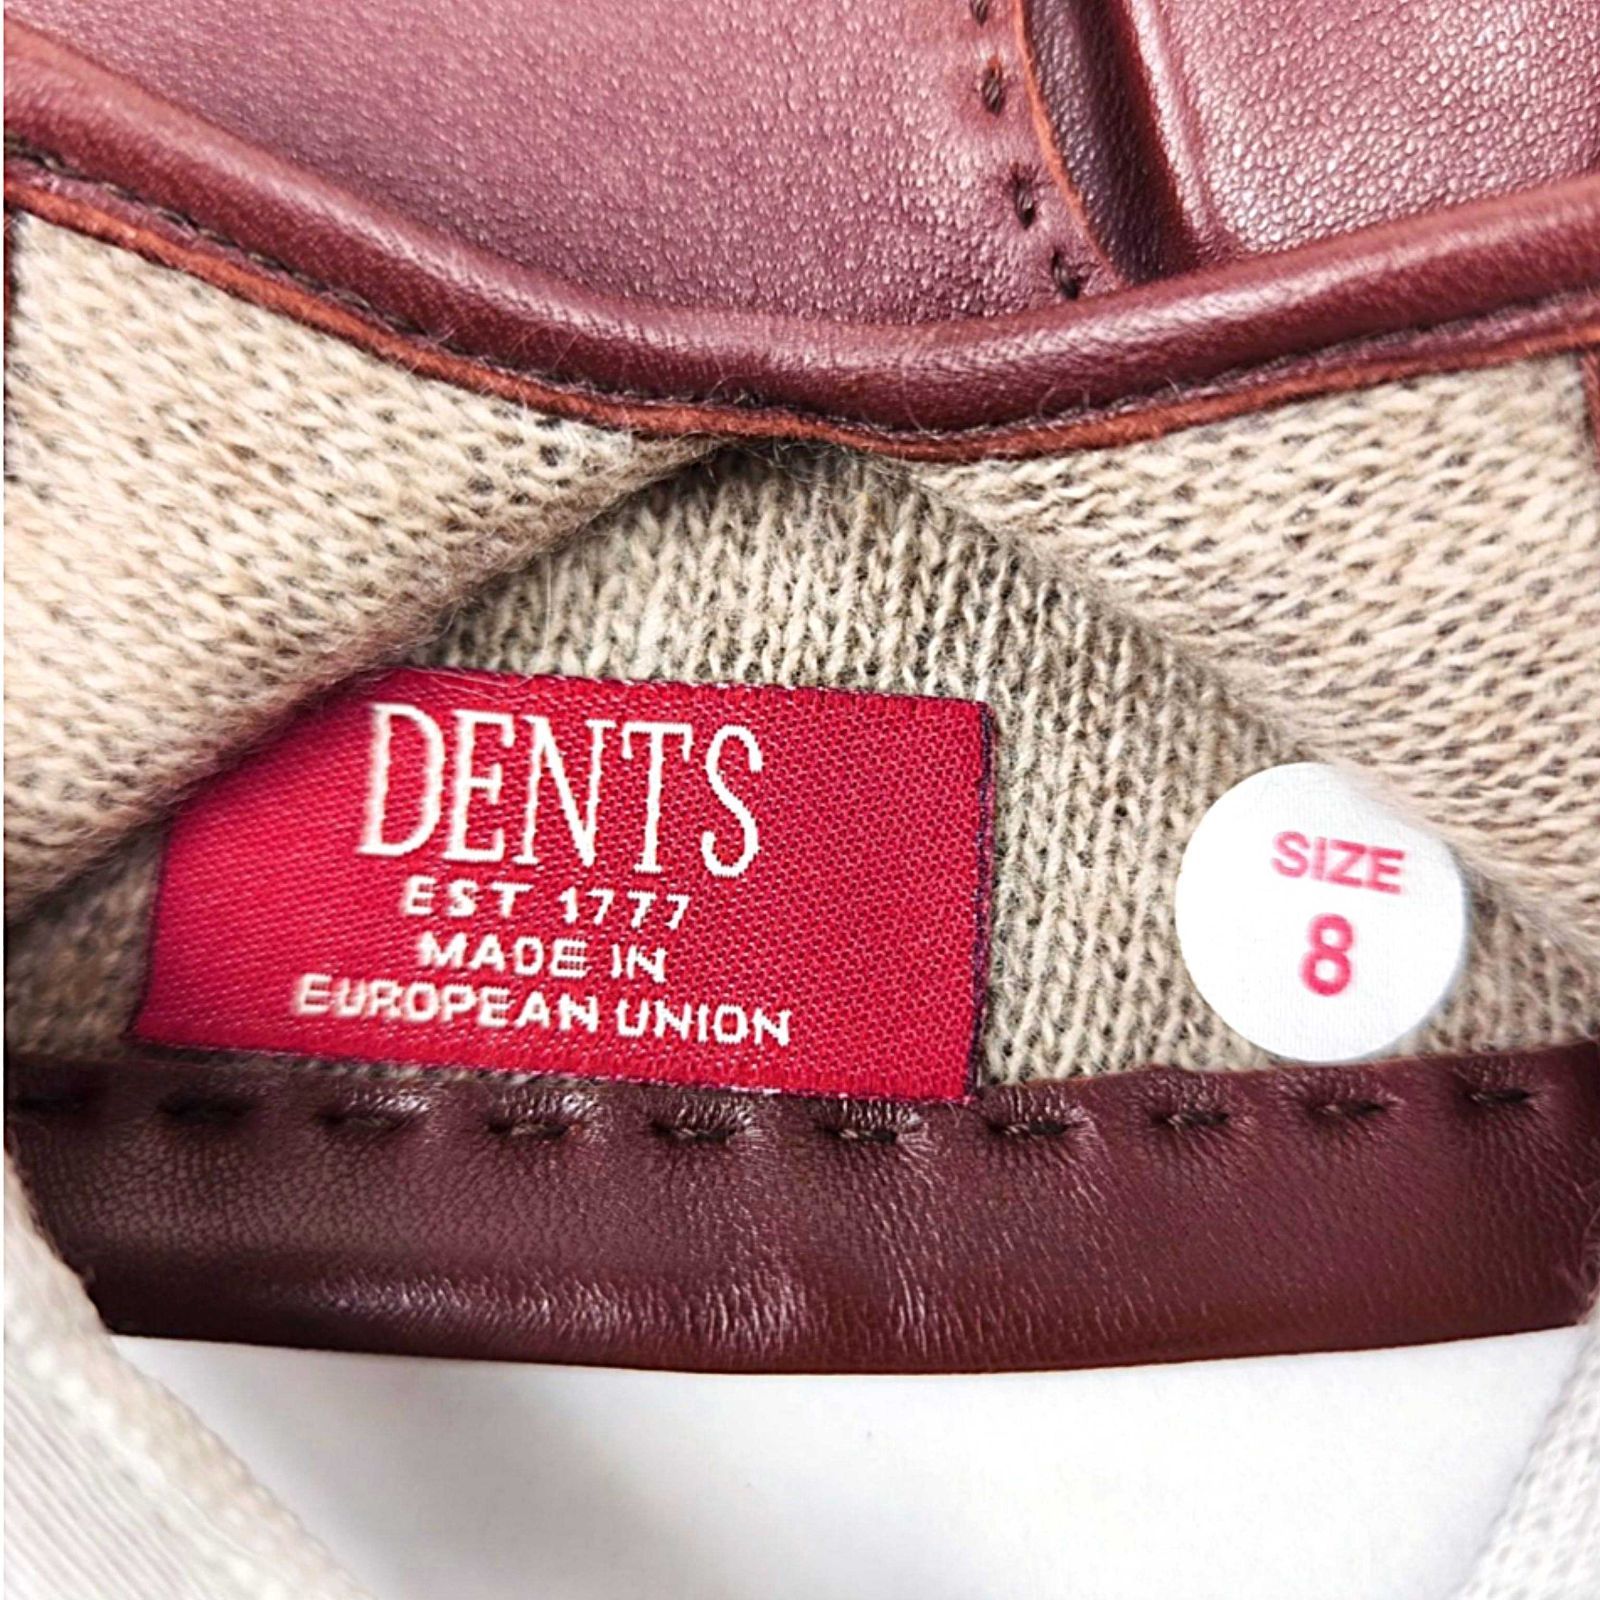 DENTS
EST 1777
MADE IN
EUROPEAN UNION
SIZE
8